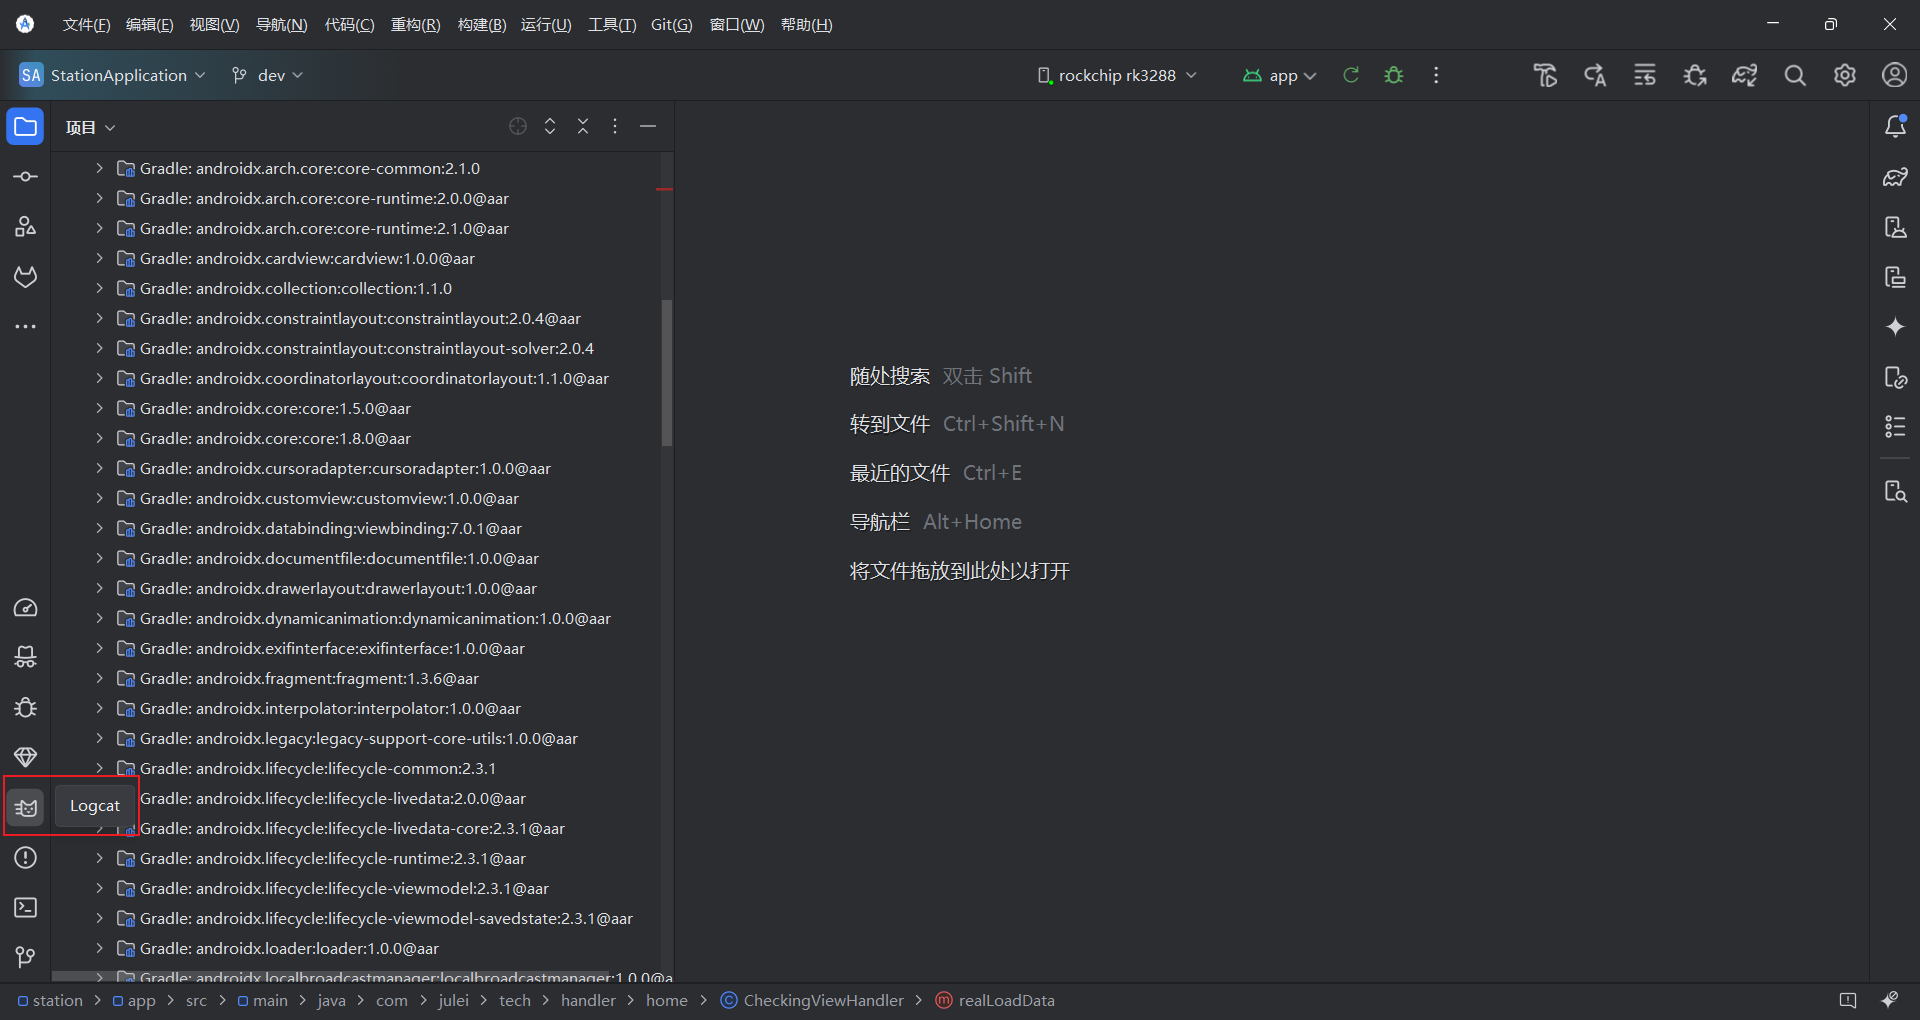 文件(F) 编辑(E) 视图(V) 导航(N) 代码(C) 重构(R) 构建(B) 运行(U) 工具(T) Git(G) 窗口(W) 帮助(H)
SA StationApplication dev rockchip rk3288 app
项目
Gradle: androidx.arch.core:core-common:2.1.0
Gradle: androidx.arch.core:core-runtime:2.0.0@aar
Gradle: androidx.arch.core:core-runtime:2.1.0@aar
Gradle: androidx.cardview:cardview:1.0.0@aar
Gradle: androidx.collection:collection:1.1.0
Gradle: androidx.constraintlayout:constraintlayout:2.0.4@aar
Gradle: androidx.constraintlayout:constraintlayout-solver:2.0.4
Gradle: androidx.coordinatorlayout:coordinatorlayout:1.1.0@aar
Gradle: androidx.core:core:1.5.0@aar
Gradle: androidx.core:core:1.8.0@aar
Gradle: androidx.cursoradapter:cursoradapter:1.0.0@aar
Gradle: androidx.customview:customview:1.0.0@aar
Gradle: androidx.databinding:viewbinding:7.0.1@aar
Gradle: androidx.documentfile:documentfile:1.0.0@aar
Gradle: androidx.drawerlayout:drawerlayout:1.0.0@aar
Gradle: androidx.dynamicanimation:dynamicanimation:1.0.0@aar
Gradle: androidx.exifinterface:exifinterface:1.0.0@aar
Gradle: androidx.fragment:fragment:1.3.6@aar
Gradle: androidx.interpolator:interpolator:1.0.0@aar
Gradle: androidx.legacy:legacy-support-core-utils:1.0.0@aar
Gradle: androidx.lifecycle:lifecycle-common:2.3.1
Gradle: androidx.lifecycle:lifecycle-livedata:2.0.0@aar
Logcat
Gradle: androidx.lifecycle:lifecycle-livedata-core:2.3.1@aar
Gradle: androidx.lifecycle:lifecycle-runtime:2.3.1@aar
Gradle: androidx.lifecycle:lifecycle-viewmodel:2.3.1@aar
Gradle: androidx.lifecycle:lifecycle-viewmodel-savedstate:2.3.1@aar
Gradle: androidx.loader:loader:1.0.0@aar
Gradle: androidx.localbroadcastmanager:localbroadcastmanager:1.0.0@a
随处搜索 双击 Shift
转到文件 Ctrl+Shift+N
最近的文件 Ctrl+E
导航栏 Alt+Home
将文件拖放到此处以打开
station > app > src > main > java > com > julei > tech > handler > home > CheckingViewHandler > realLoadData